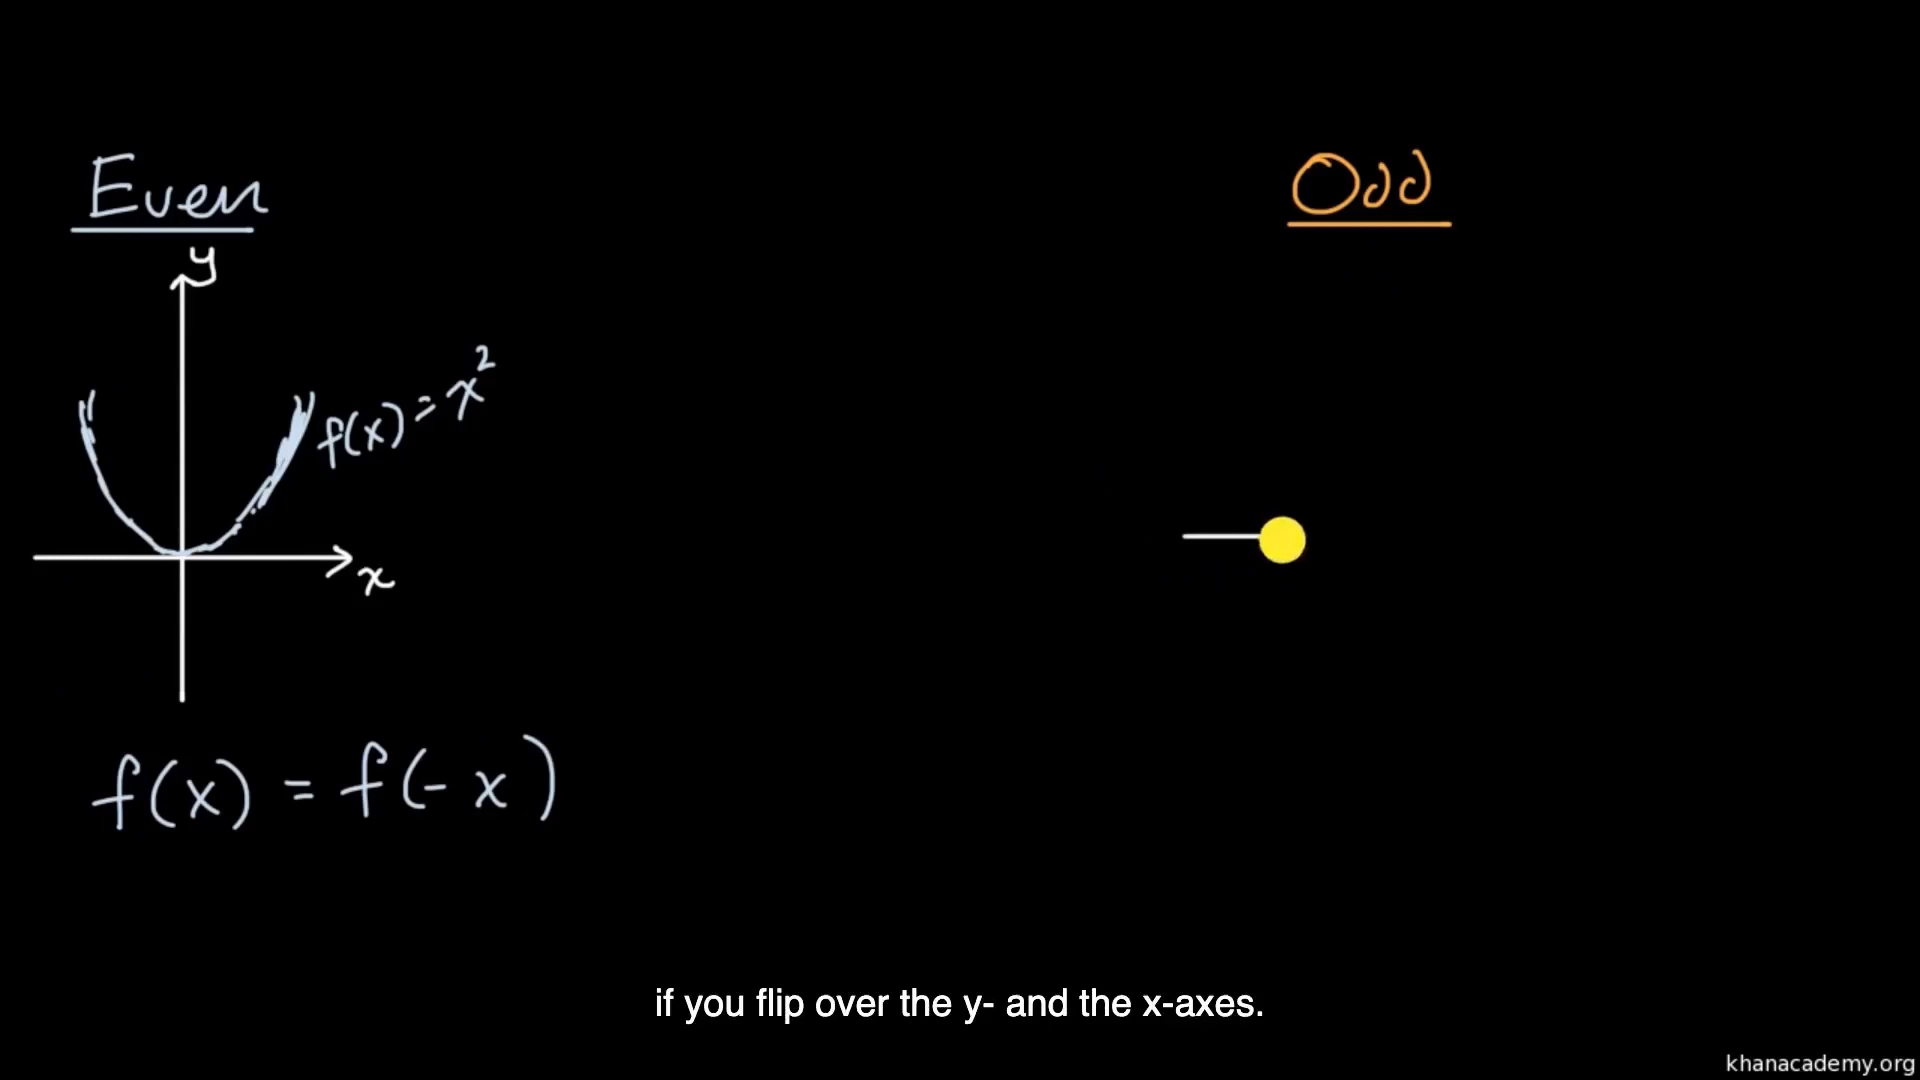 Even
Odd
y
f(x) = x²
x
f(x) = f(-x)
if you flip over the y- and the x-axes.
khanacademy.org